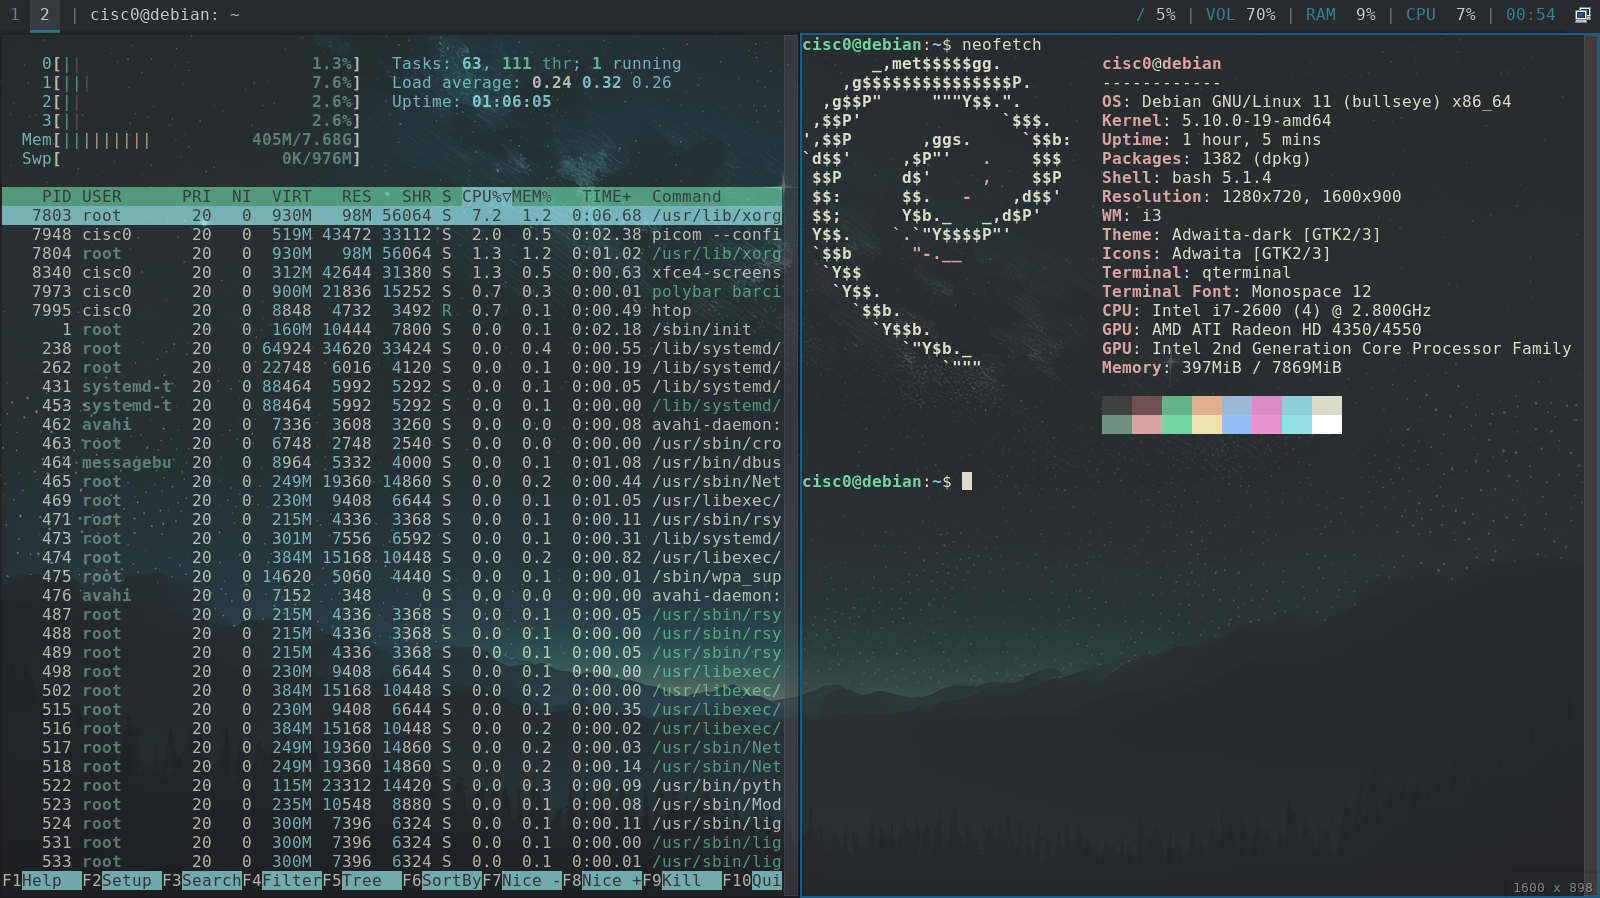 1 2 | cisc0@debian: ~
/ 5% | VOL 70% | RAM 9% | CPU 7% | 00:54
0[|| 1.3%]
1[||| 7.6%]
2[|| 2.6%]
3[|| 2.6%]
Mem[||||||||| 405M/7.68G]
Swp[ 0K/976M]
Tasks: 63, 111 thr; 1 running
Load average: 0.24 0.32 0.26
Uptime: 01:06:05
PID USER PRI NI VIRT RES SHR S CPU%▽MEM% TIME+ Command
7803 root 20 0 930M 98M 56064 S 7.2 1.2 0:06.68 /usr/lib/xorg
7948 cisc0 20 0 519M 43472 33112 S 2.0 0.5 0:02.38 picom --confi
7804 root 20 0 930M 98M 56064 S 1.3 1.2 0:01.02 /usr/lib/xorg
8340 cisc0 20 0 312M 42644 31380 S 1.3 0.5 0:00.63 xfce4-screens
7973 cisc0 20 0 900M 21836 15252 S 0.7 0.3 0:00.01 polybar barci
7995 cisc0 20 0 8848 4732 3492 R 0.7 0.1 0:00.49 htop
1 root 20 0 160M 10444 7800 S 0.0 0.1 0:02.18 /sbin/init
238 root 20 0 64924 34620 33424 S 0.0 0.4 0:00.55 /lib/systemd/
262 root 20 0 22748 6016 4120 S 0.0 0.1 0:00.19 /lib/systemd/
431 systemd-t 20 0 88464 5992 5292 S 0.0 0.1 0:00.05 /lib/systemd/
453 systemd-t 20 0 88464 5992 5292 S 0.0 0.1 0:00.00 /lib/systemd/
462 avahi 20 0 7336 3608 3260 S 0.0 0.0 0:00.08 avahi-daemon:
463 root 20 0 6748 2748 2540 S 0.0 0.0 0:00.00 /usr/sbin/cro
464 messagebu 20 0 8964 5332 4000 S 0.0 0.1 0:01.08 /usr/bin/dbus
465 root 20 0 249M 19360 14860 S 0.0 0.2 0:00.44 /usr/sbin/Net
469 root 20 0 230M 9408 6644 S 0.0 0.1 0:01.05 /usr/libexec/
471 root 20 0 215M 4336 3368 S 0.0 0.1 0:00.11 /usr/sbin/rsy
473 root 20 0 301M 7556 6592 S 0.0 0.1 0:00.31 /lib/systemd/
474 root 20 0 384M 15168 10448 S 0.0 0.2 0:00.82 /usr/libexec/
475 root 20 0 14620 5060 4440 S 0.0 0.1 0:00.01 /sbin/wpa_sup
476 avahi 20 0 7152 348 0 S 0.0 0.0 0:00.00 avahi-daemon:
487 root 20 0 215M 4336 3368 S 0.0 0.1 0:00.05 /usr/sbin/rsy
488 root 20 0 215M 4336 3368 S 0.0 0.1 0:00.00 /usr/sbin/rsy
489 root 20 0 215M 4336 3368 S 0.0 0.1 0:00.05 /usr/sbin/rsy
498 root 20 0 230M 9408 6644 S 0.0 0.1 0:00.00 /usr/libexec/
502 root 20 0 384M 15168 10448 S 0.0 0.2 0:00.00 /usr/libexec/
515 root 20 0 230M 9408 6644 S 0.0 0.1 0:00.35 /usr/libexec/
516 root 20 0 384M 15168 10448 S 0.0 0.2 0:00.02 /usr/libexec/
517 root 20 0 249M 19360 14860 S 0.0 0.2 0:00.03 /usr/sbin/Net
518 root 20 0 249M 19360 14860 S 0.0 0.2 0:00.14 /usr/sbin/Net
522 root 20 0 115M 23312 14420 S 0.0 0.3 0:00.09 /usr/bin/pyth
523 root 20 0 235M 10548 8880 S 0.0 0.1 0:00.08 /usr/sbin/Mod
524 root 20 0 300M 7396 6324 S 0.0 0.1 0:00.11 /usr/sbin/lig
531 root 20 0 300M 7396 6324 S 0.0 0.1 0:00.00 /usr/sbin/lig
533 root 20 0 300M 7396 6324 S 0.0 0.1 0:00.01 /usr/sbin/lig
F1Help F2Setup F3SearchF4FilterF5Tree F6SortByF7Nice -F8Nice +F9Kill F10Qui
cisc0@debian:~$ neofetch
_,met$$$$$gg.
,g$$$$$$$$$$$$$$$P.
,g$$P" """Y$$.".
,$$P' `$$$.
',$$P ,ggs. `$$b:
`d$$' ,$P"' . $$$
$$P d$' , $$P
$$: $$. - ,d$$'
$$; Y$b._ _,d$P'
Y$$. `.`"Y$$$$P"'
`$$b "-.__
`Y$$
`Y$$.
`$$b.
`Y$$b.
`"Y$b._
`"""
cisc0@debian
------------
OS: Debian GNU/Linux 11 (bullseye) x86_64
Kernel: 5.10.0-19-amd64
Uptime: 1 hour, 5 mins
Packages: 1382 (dpkg)
Shell: bash 5.1.4
Resolution: 1280x720, 1600x900
WM: i3
Theme: Adwaita-dark [GTK2/3]
Icons: Adwaita [GTK2/3]
Terminal: qterminal
Terminal Font: Monospace 12
CPU: Intel i7-2600 (4) @ 2.800GHz
GPU: AMD ATI Radeon HD 4350/4550
GPU: Intel 2nd Generation Core Processor Family
Memory: 397MiB / 7869MiB
cisc0@debian:~$
1600 x 898